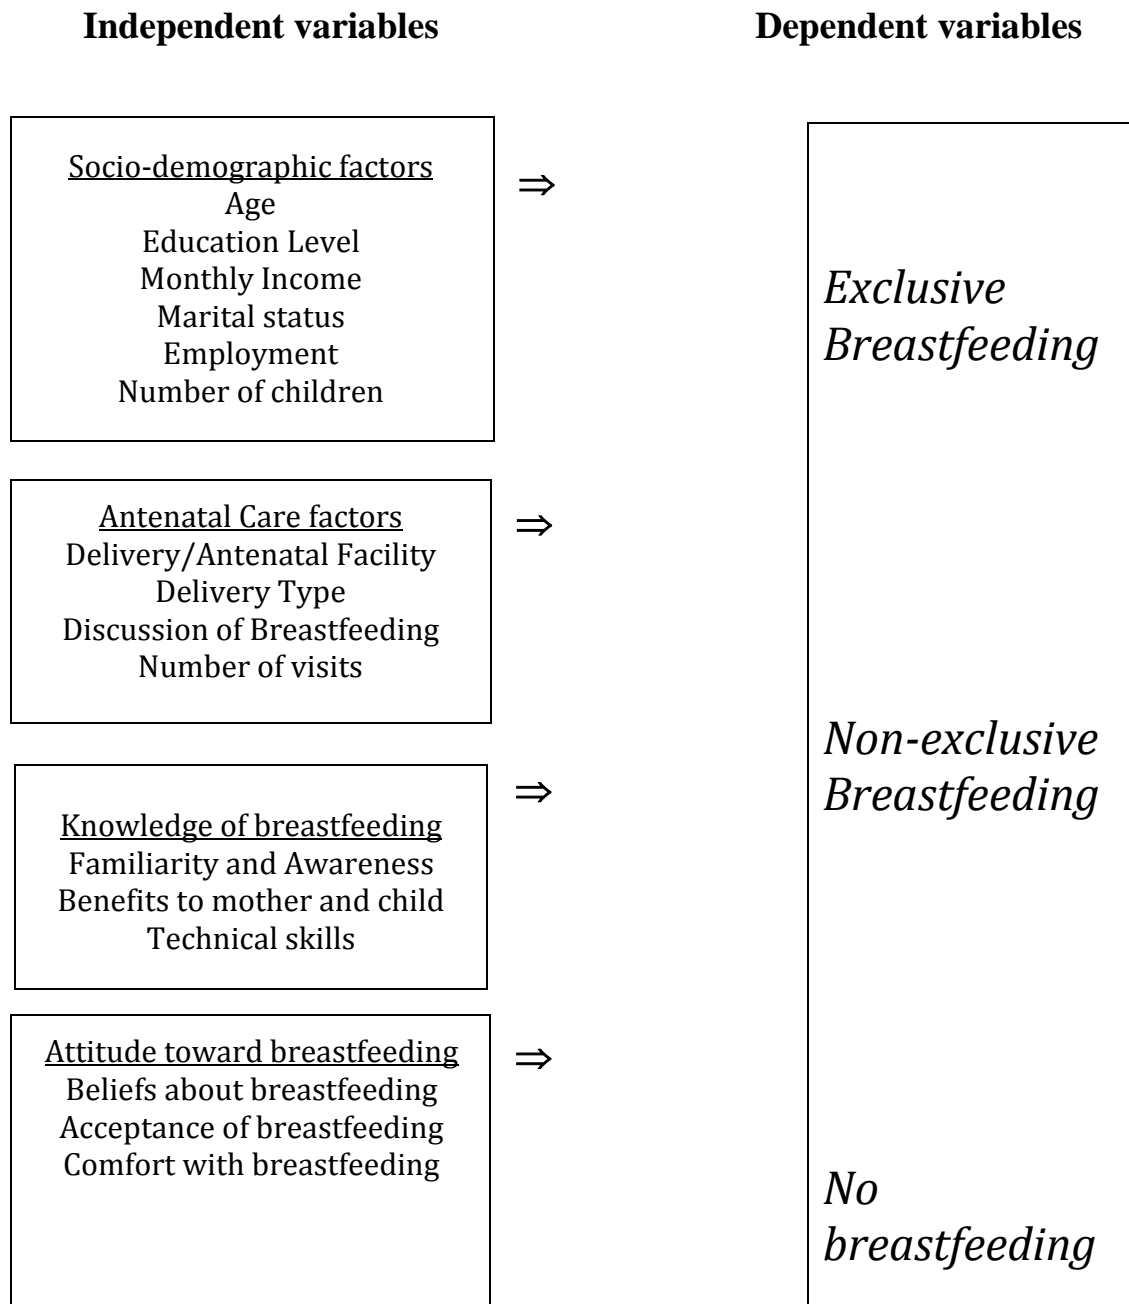 Independent variables
Dependent variables
Socio-demographic factors
Age
Education Level
Monthly Income
Marital status
Employment
Number of children
⇒
Antenatal Care factors
Delivery/Antenatal Facility
Delivery Type
Discussion of Breastfeeding
Number of visits
⇒
Knowledge of breastfeeding
Familiarity and Awareness
Benefits to mother and child
Technical skills
⇒
Attitude toward breastfeeding
Beliefs about breastfeeding
Acceptance of breastfeeding
Comfort with breastfeeding
⇒
Exclusive
Breastfeeding
Non-exclusive
Breastfeeding
No
breastfeeding